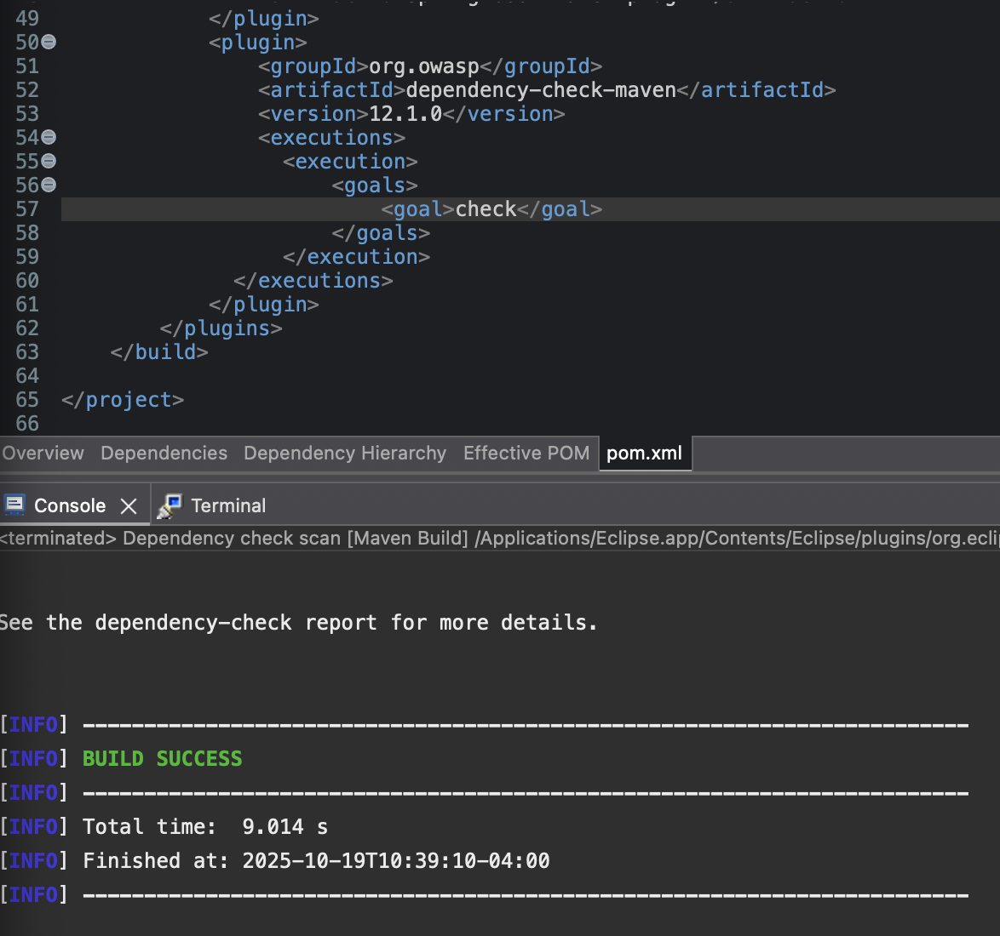 49 </plugin>
50 <plugin>
51 <groupId>org.owasp</groupId>
52 <artifactId>dependency-check-maven</artifactId>
53 <version>12.1.0</version>
54 <executions>
55 <execution>
56 <goals>
57 <goal>check</goal>
58 </goals>
59 </execution>
60 </executions>
61 </plugin>
62 </plugins>
63 </build>
64
65 </project>
66
Overview Dependencies Dependency Hierarchy Effective POM pom.xml
Console Terminal
<terminated> Dependency check scan [Maven Build] /Applications/Eclipse.app/Contents/Eclipse/plugins/org.eclip
See the dependency-check report for more details.
[INFO] ------------------------------------------------------------------------
[INFO] BUILD SUCCESS
[INFO] ------------------------------------------------------------------------
[INFO] Total time:  9.014 s
[INFO] Finished at: 2025-10-19T10:39:10-04:00
[INFO] ------------------------------------------------------------------------